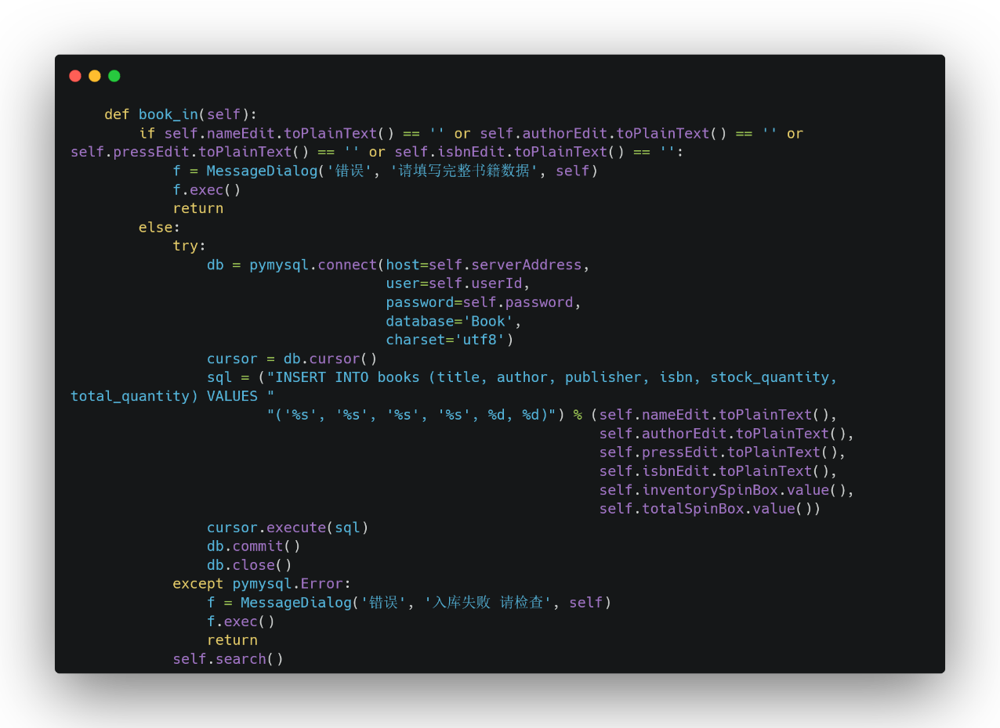 def book_in(self):
if self.nameEdit.toPlainText() == '' or self.authorEdit.toPlainText() == '' or
self.pressEdit.toPlainText() == '' or self.isbnEdit.toPlainText() == '':
f = MessageDialog('错误', '请填写完整书籍数据', self)
f.exec()
return
else:
try:
db = pymysql.connect(host=self.serverAddress,
user=self.userId,
password=self.password,
database='Book',
charset='utf8')
cursor = db.cursor()
sql = ("INSERT INTO books (title, author, publisher, isbn, stock_quantity,
total_quantity) VALUES "
"('%s', '%s', '%s', '%s', %d, %d)") % (self.nameEdit.toPlainText(),
self.authorEdit.toPlainText(),
self.pressEdit.toPlainText(),
self.isbnEdit.toPlainText(),
self.inventorySpinBox.value(),
self.totalSpinBox.value())
cursor.execute(sql)
db.commit()
db.close()
except pymysql.Error:
f = MessageDialog('错误', '入库失败 请检查', self)
f.exec()
return
self.search()